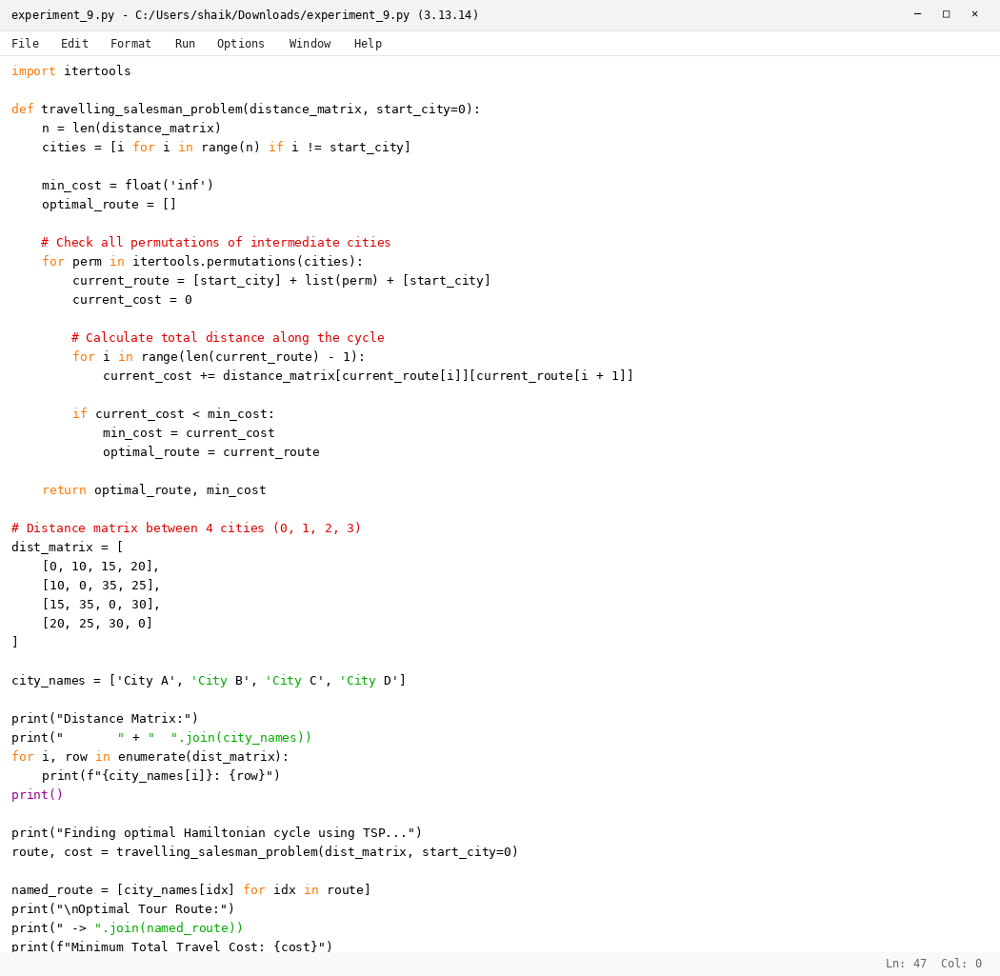 experiment_9.py - C:/Users/shaik/Downloads/experiment_9.py (3.13.14)
File Edit Format Run Options Window Help
import itertools

def travelling_salesman_problem(distance_matrix, start_city=0):
    n = len(distance_matrix)
    cities = [i for i in range(n) if i != start_city]

    min_cost = float('inf')
    optimal_route = []

    # Check all permutations of intermediate cities
    for perm in itertools.permutations(cities):
        current_route = [start_city] + list(perm) + [start_city]
        current_cost = 0

        # Calculate total distance along the cycle
        for i in range(len(current_route) - 1):
            current_cost += distance_matrix[current_route[i]][current_route[i + 1]]

        if current_cost < min_cost:
            min_cost = current_cost
            optimal_route = current_route

    return optimal_route, min_cost

# Distance matrix between 4 cities (0, 1, 2, 3)
dist_matrix = [
    [0, 10, 15, 20],
    [10, 0, 35, 25],
    [15, 35, 0, 30],
    [20, 25, 30, 0]
]

city_names = ['City A', 'City B', 'City C', 'City D']

print("Distance Matrix:")
print("       " + "  ".join(city_names))
for i, row in enumerate(dist_matrix):
    print(f"{city_names[i]}: {row}")
print()

print("Finding optimal Hamiltonian cycle using TSP...")
route, cost = travelling_salesman_problem(dist_matrix, start_city=0)

named_route = [city_names[idx] for idx in route]
print("\nOptimal Tour Route:")
print(" -> ".join(named_route))
print(f"Minimum Total Travel Cost: {cost}")
Ln: 47 Col: 0